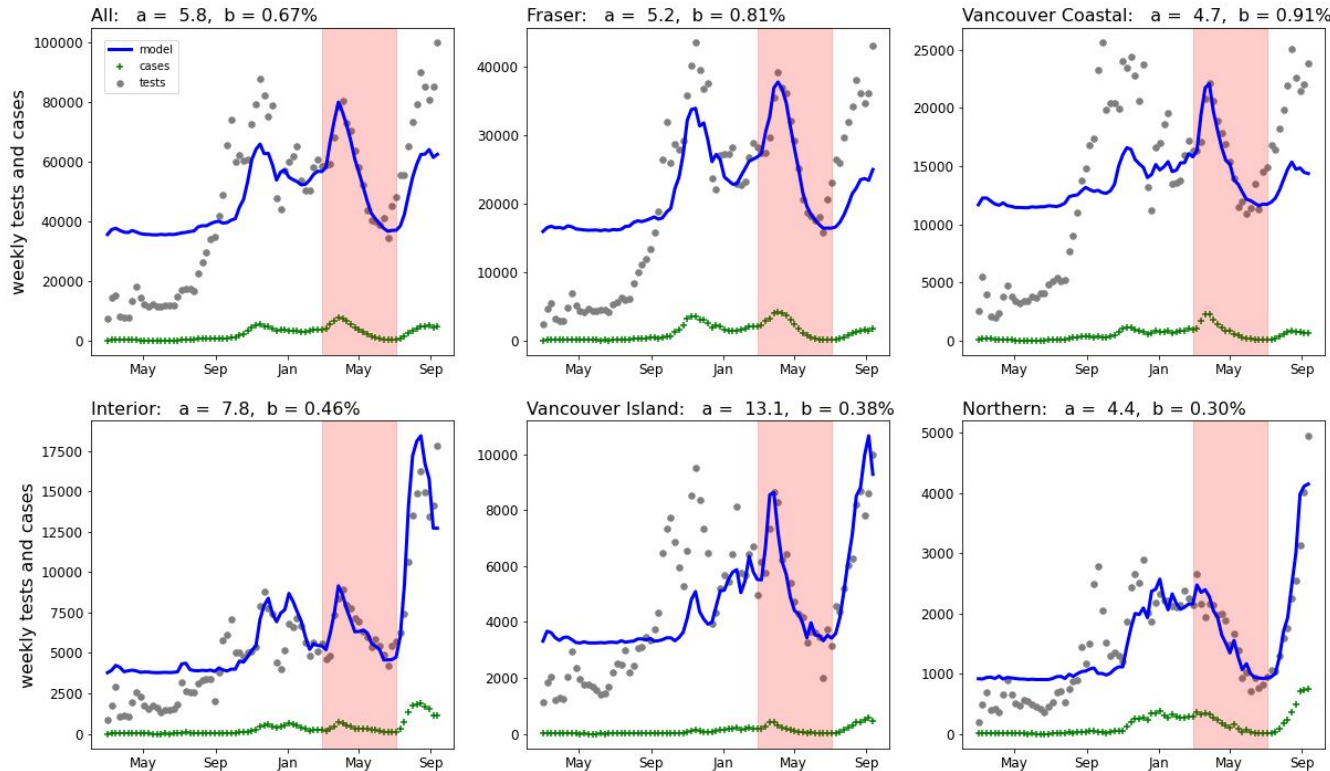 All:   a =  5.8,  b = 0.67%
Fraser:   a =  5.2,  b = 0.81%
Vancouver Coastal:   a =  4.7,  b = 0.91%
weekly tests and cases
model
cases
tests
100000
80000
60000
40000
20000
0
May Sep Jan May Sep
40000
30000
20000
10000
0
May Sep Jan May Sep
25000
20000
15000
10000
5000
0
May Sep Jan May Sep
Interior:   a =  7.8,  b = 0.46%
Vancouver Island:   a =  13.1,  b = 0.38%
Northern:   a =  4.4,  b = 0.30%
weekly tests and cases
17500
15000
12500
10000
7500
5000
2500
0
May Sep Jan May Sep
10000
8000
6000
4000
2000
0
May Sep Jan May Sep
5000
4000
3000
2000
1000
0
May Sep Jan May Sep